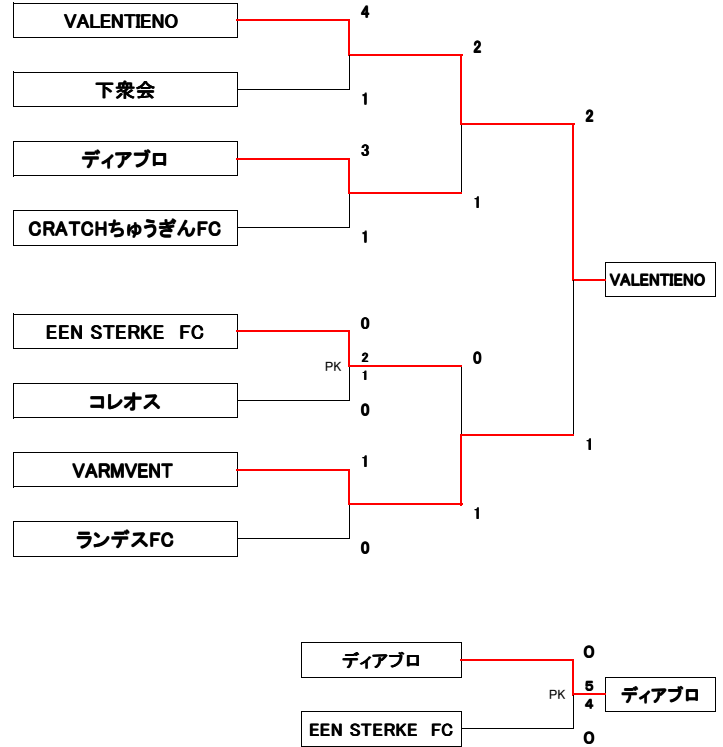 VALENTIENO
4
2
下衆会
1
2
ディアブロ
3
1
CRATCHちゅうぎんFC
1
VALENTIENO
EEN STERKE　FC
0
0
PK
2
1
コレオス
0
1
VARMVENT
1
1
ランデスFC
0
ディアブロ
0
PK
5
4
ディアブロ
EEN STERKE　FC
0